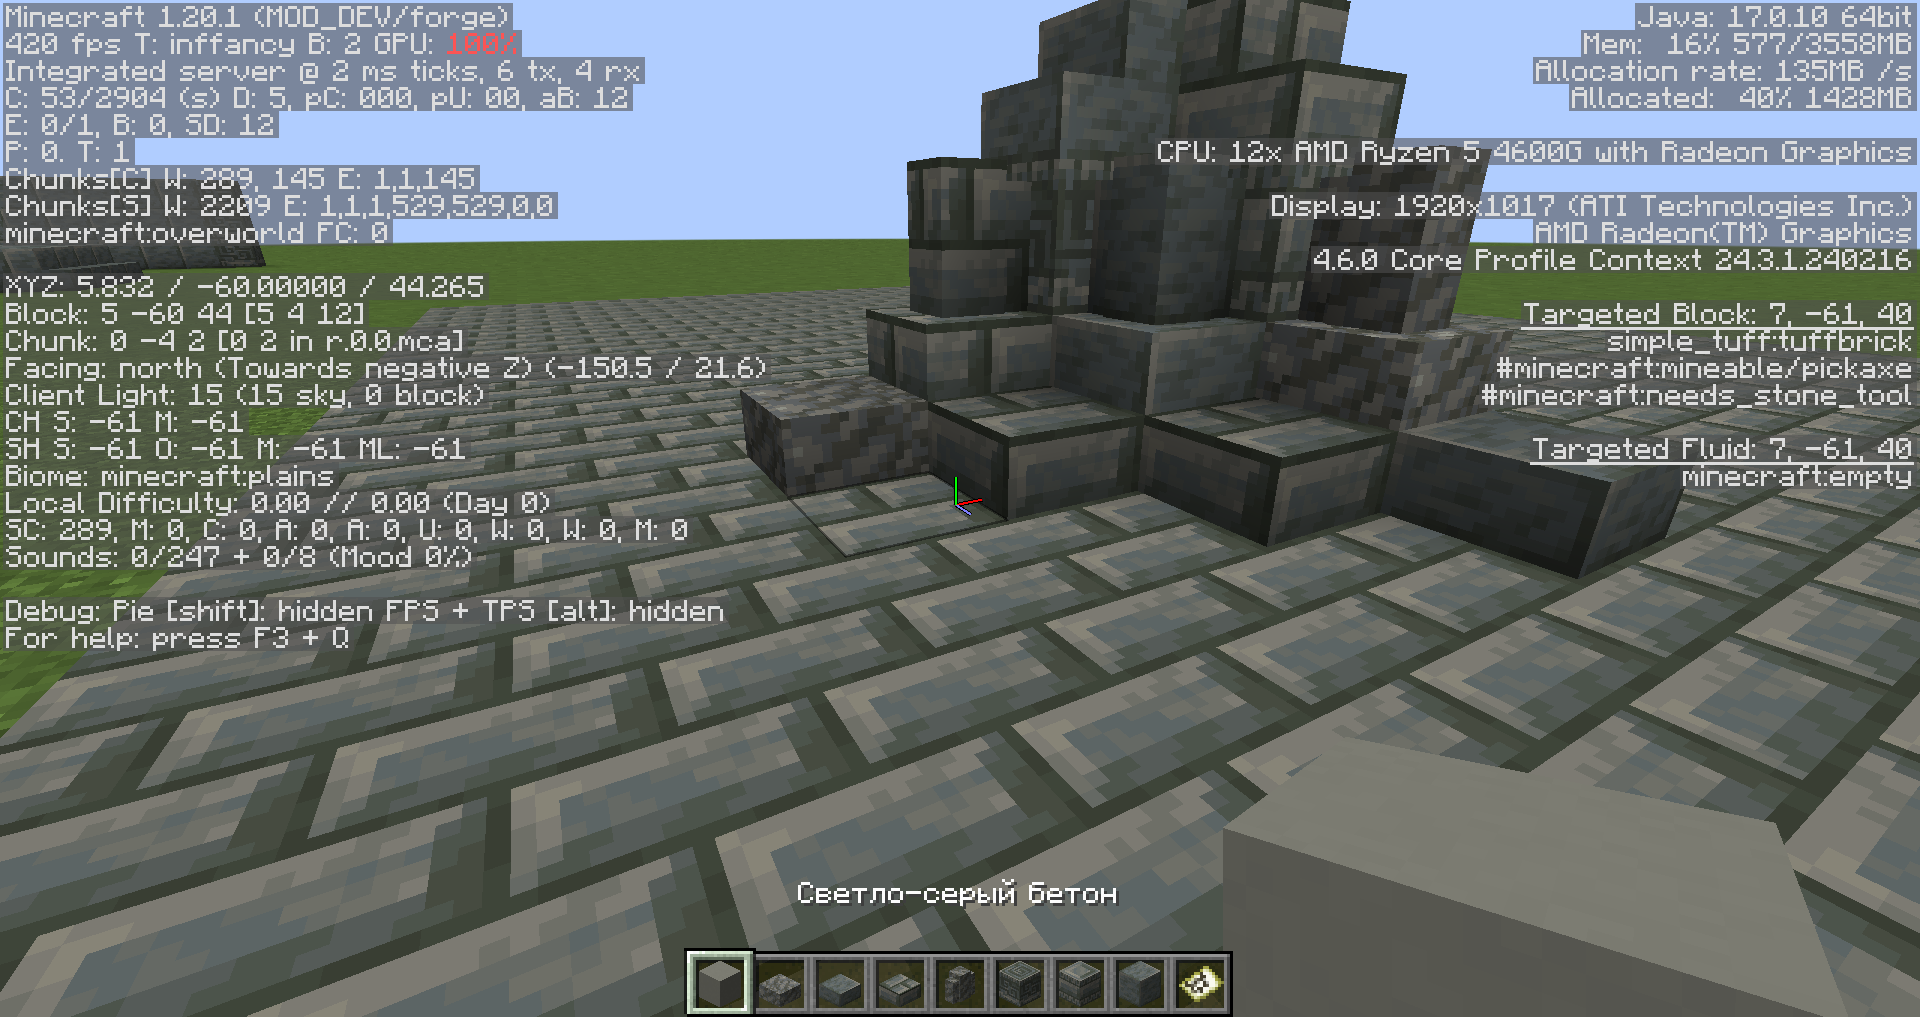 Minecraft 1.20.1 (MOD_DEV/forge)
420 fps T: inffancy B: 2 GPU: 100%
Integrated server @ 2 ms ticks, 6 tx, 4 rx
C: 53/2904 (s) D: 5, pC: 000, pU: 00, aB: 12
E: 0/1, B: 0, SD: 12
P: 0. T: 1
Chunks[C] W: 289, 145 E: 1,1,145
Chunks[S] W: 2209 E: 1,1,1,529,529,0,0
minecraft:overworld FC: 0
XYZ: 5.832 / -60.00000 / 44.265
Block: 5 -60 44 [5 4 12]
Chunk: 0 -4 2 [0 2 in r.0.0.mca]
Facing: north (Towards negative Z) (-150.5 / 21.6)
Client Light: 15 (15 sky, 0 block)
CH S: -61 M: -61
SH S: -61 O: -61 M: -61 ML: -61
Biome: minecraft:plains
Local Difficulty: 0.00 // 0.00 (Day 0)
SC: 289, M: 0, C: 0, A: 0, A: 0, U: 0, W: 0, W: 0, M: 0
Sounds: 0/247 + 0/8 (Mood 0%)
Debug: Pie [shift]: hidden FPS + TPS [alt]: hidden
For help: press F3 + Q
Java: 17.0.10 64bit
Mem: 16% 577/3558MB
Allocation rate: 135MB /s
Allocated: 40% 1428MB
CPU: 12x AMD Ryzen 5 4600G with Radeon Graphics
Display: 1920x1017 (ATI Technologies Inc.)
AMD Radeon(TM) Graphics
4.6.0 Core Profile Context 24.3.1.240216
Targeted Block: 7, -61, 40
simple_tuff:tuffbrick
#minecraft:mineable/pickaxe
#minecraft:needs_stone_tool
Targeted Fluid: 7, -61, 40
minecraft:empty
Светло-серый бетон